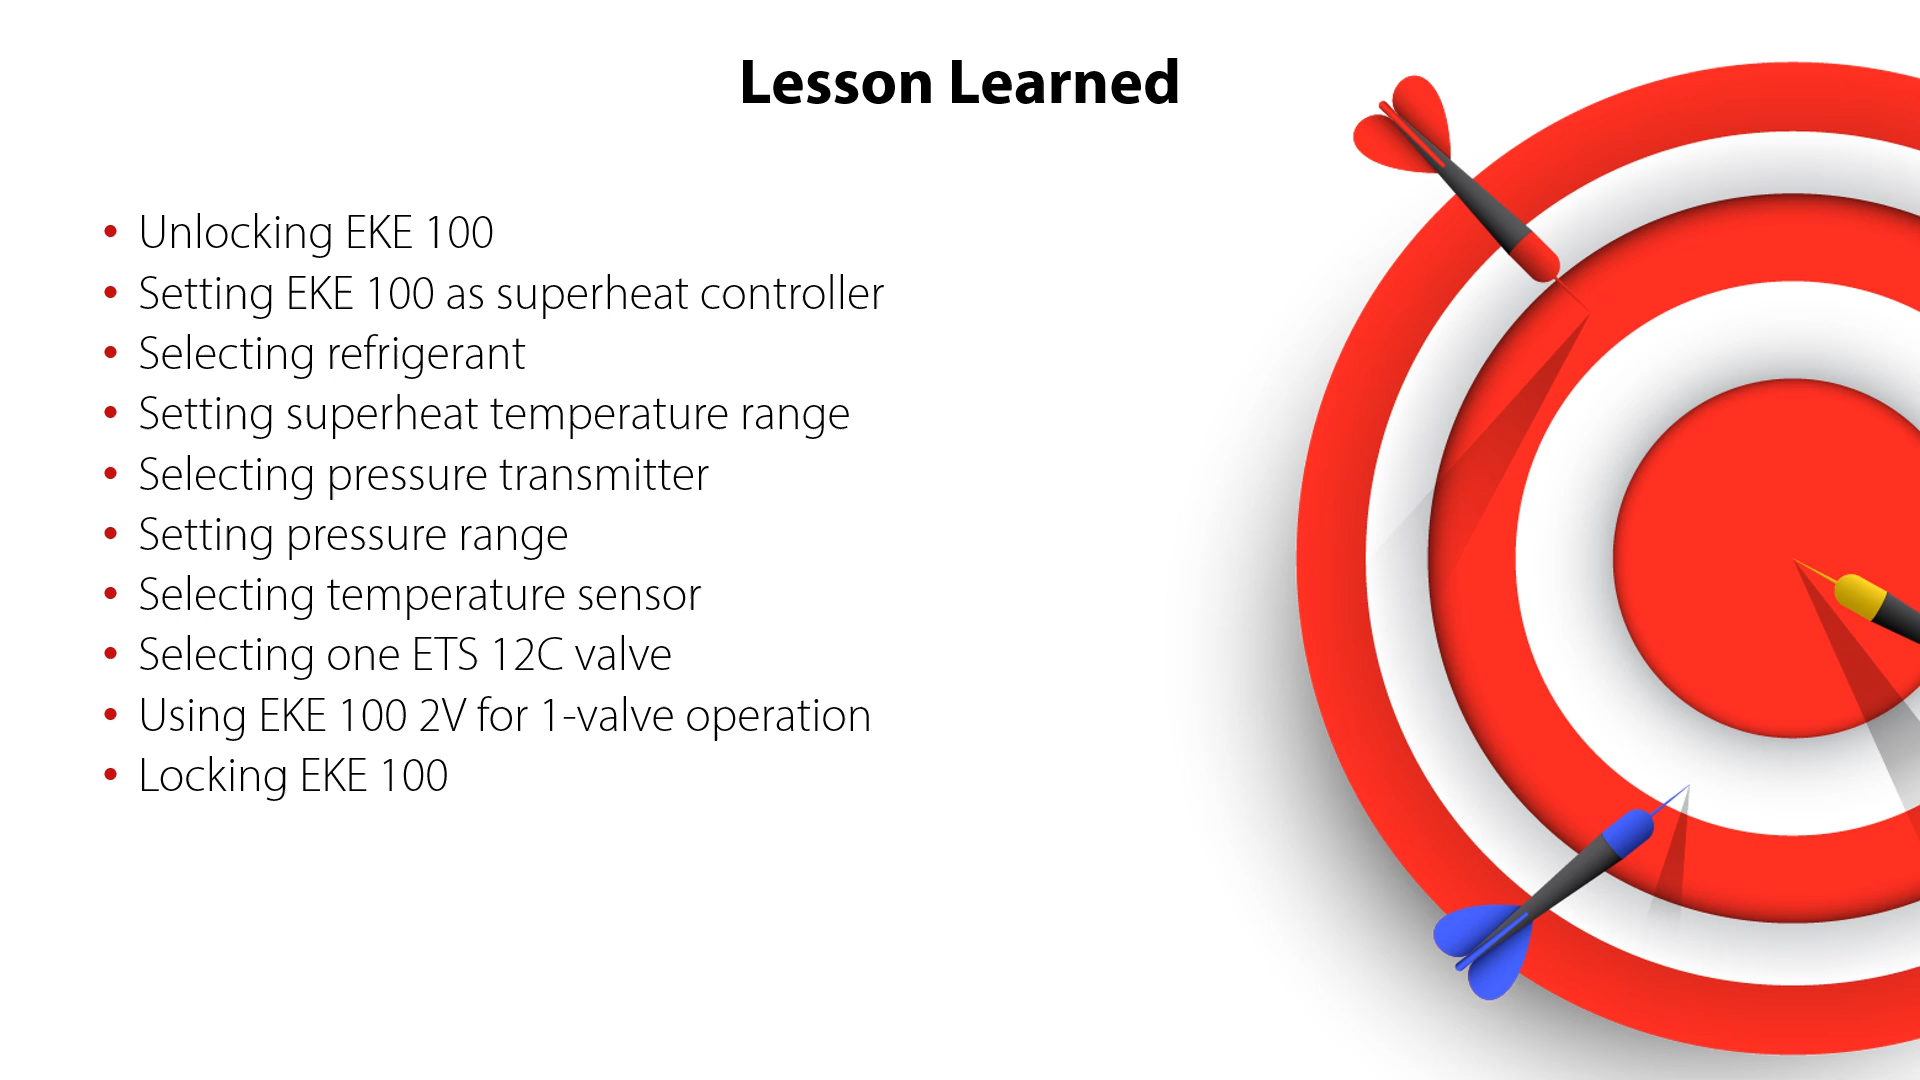 Lesson Learned
• Unlocking EKE 100
• Setting EKE 100 as superheat controller
• Selecting refrigerant
• Setting superheat temperature range
• Selecting pressure transmitter
• Setting pressure range
• Selecting temperature sensor
• Selecting one ETS 12C valve
• Using EKE 100 2V for 1-valve operation
• Locking EKE 100